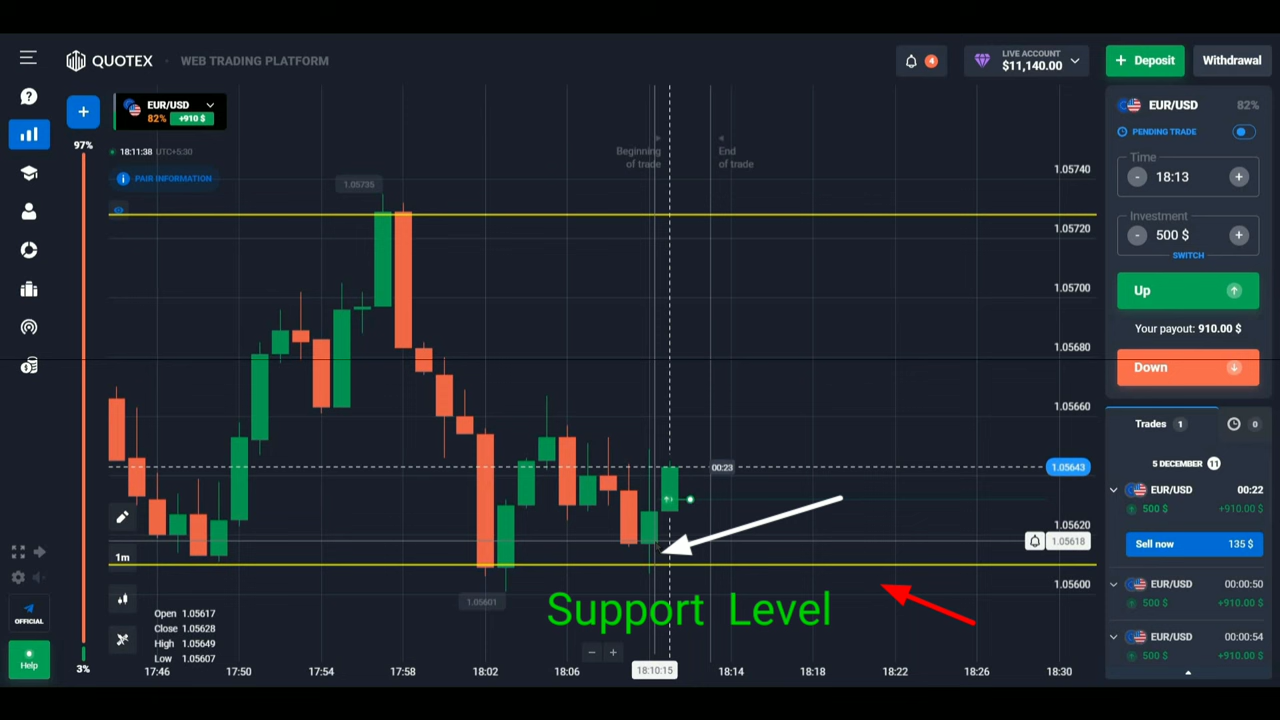 QUOTEX
WEB TRADING PLATFORM
4
LIVE ACCOUNT
$11,140.00
+ Deposit
Withdrawal
+
EUR/USD
82% +910 $
97%
18:11:38 UTC+5:30
PAIR INFORMATION
Beginning
of trade
End
of trade
1.05735
1.05740
1.05720
1.05700
1.05680
1.05660
1.05643
1.05620
1.05618
1.05600
00:23
1m
1.05601
Support Level
Open 1.05617
Close 1.05628
High 1.05649
Low 1.05607
- +
17:46 17:50 17:54 17:58 18:02 18:06 18:10:15 18:14 18:18 18:22 18:26 18:30
3%
OFFICIAL
Help
EUR/USD 82%
PENDING TRADE
Time
- 18:13 +
Investment
- 500 $ +
SWITCH
Up
Your payout: 910.00 $
Down
Trades 1
0
5 DECEMBER 11
EUR/USD 00:22
500 $ +910.00 $
Sell now 135 $
EUR/USD 00:00:50
500 $ +910.00 $
EUR/USD 00:00:54
500 $ +910.00 $